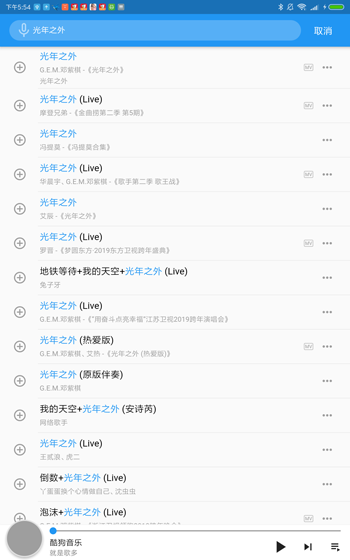 下午5:54
光年之外
取消
光年之外
G.E.M.邓紫棋 -《光年之外》
光年之外
MV
光年之外 (Live)
摩登兄弟 -《金曲捞第二季 第5期》
MV
光年之外
冯提莫 -《冯提莫合集》
光年之外 (Live)
华晨宇、G.E.M.邓紫棋 -《歌手第二季 歌王战》
MV
光年之外
艾辰 -《光年之外》
光年之外 (Live)
罗晋 -《梦圆东方·2019东方卫视跨年盛典》
MV
地铁等待+我的天空+光年之外 (Live)
兔子牙
光年之外 (Live)
G.E.M.邓紫棋 -《"用奋斗点亮幸福"江苏卫视2019跨年演唱会》
光年之外 (热爱版)
G.E.M.邓紫棋、艾热 -《光年之外 (热爱版)》
MV
光年之外 (原版伴奏)
G.E.M.邓紫棋
我的天空+光年之外 (安诗芮)
网络歌手
光年之外 (Live)
王贰浪、虎二
倒数+光年之外 (Live)
丫蛋蛋换个心情做自己、沈虫虫
泡沫+光年之外 (Live)
MV
酷狗音乐
就是歌多